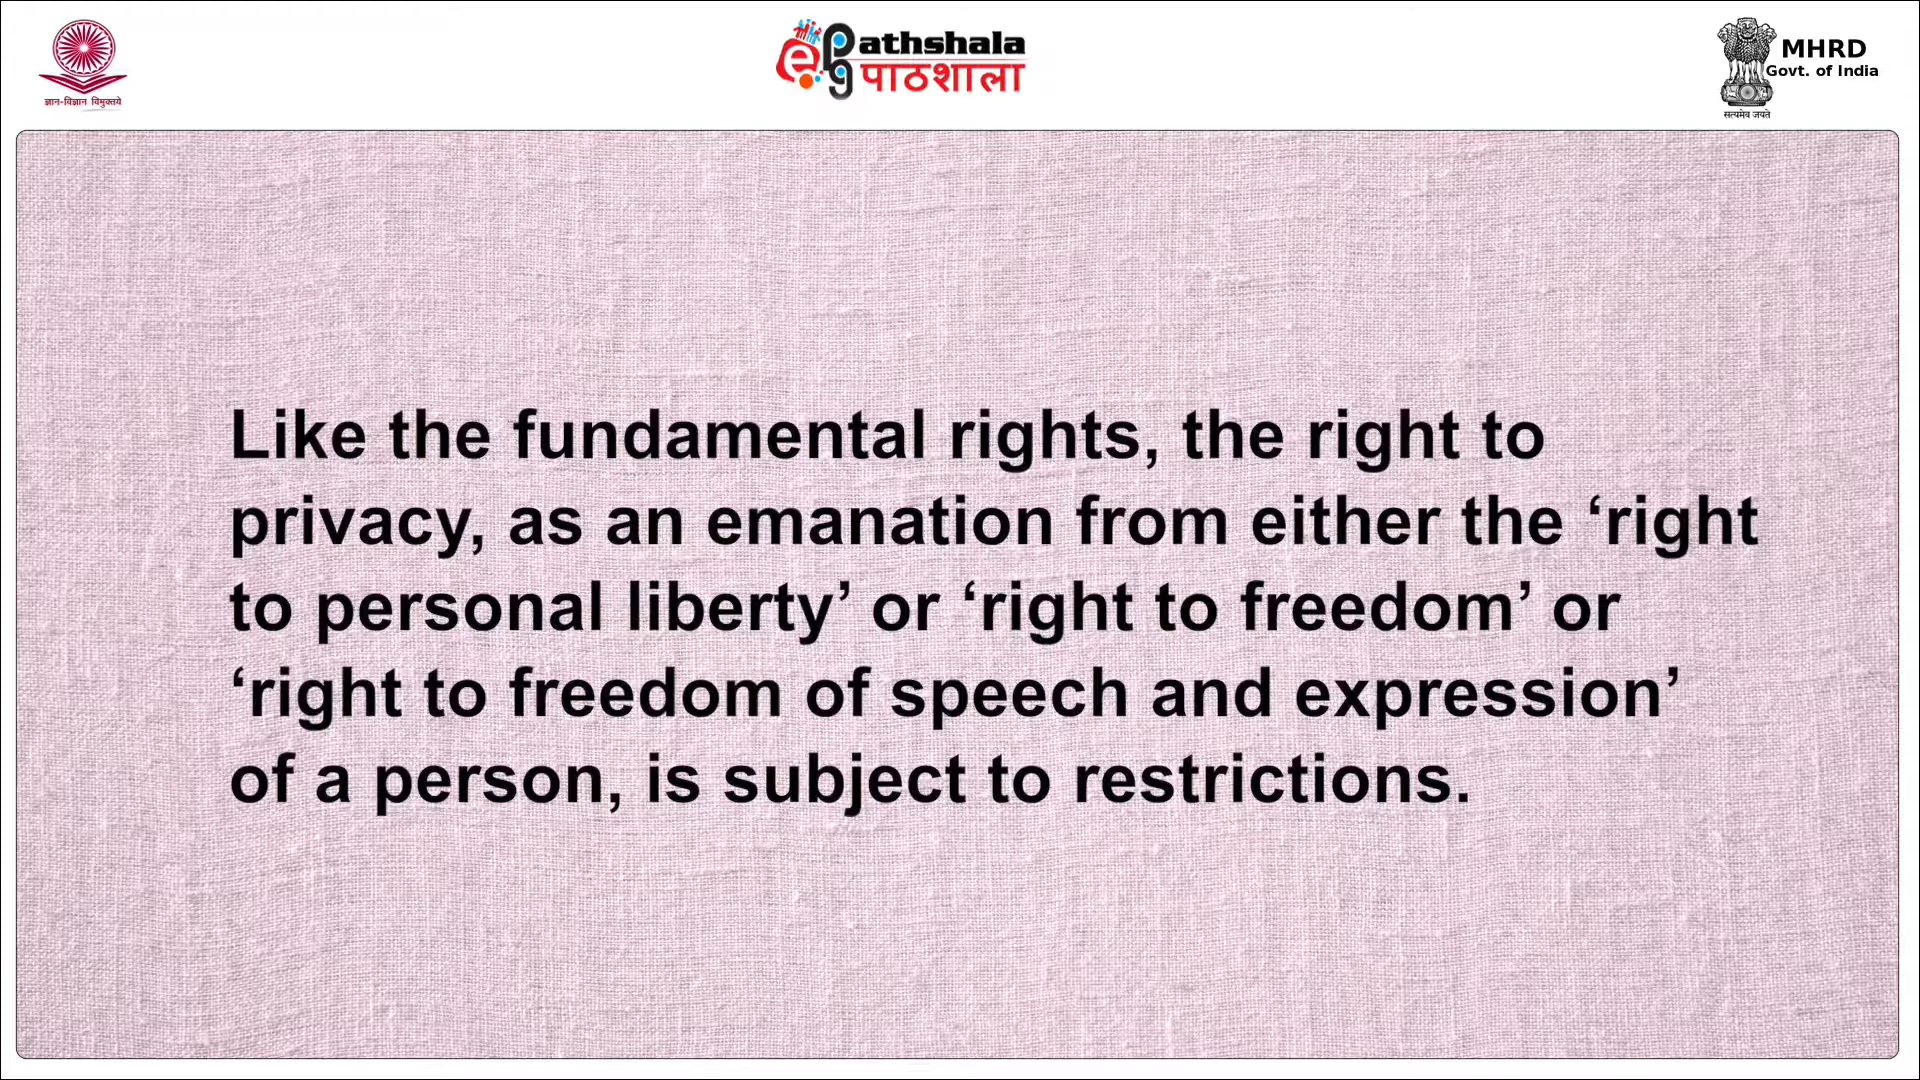 ज्ञान-विज्ञान विमुक्तये
epg
athshala
पाठशाला
MHRD
Govt. of India
सत्यमेव जयते
Like the fundamental rights, the right to
privacy, as an emanation from either the ‘right
to personal liberty’ or ‘right to freedom’ or
‘right to freedom of speech and expression’
of a person, is subject to restrictions.